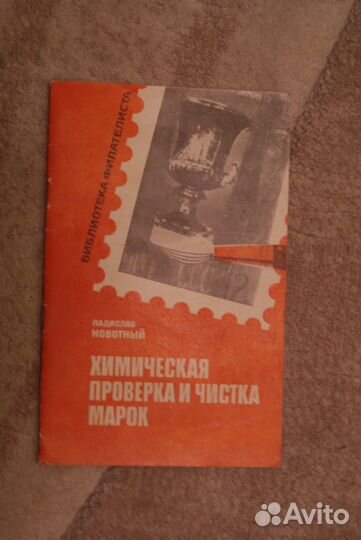 БИБЛИОТЕКА ФИЛАТЕЛИСТА
ЛАДИСЛАВ
НОВОТНЫЙ
ХИМИЧЕСКАЯ
ПРОВЕРКА И ЧИСТКА
МАРОК
Avito